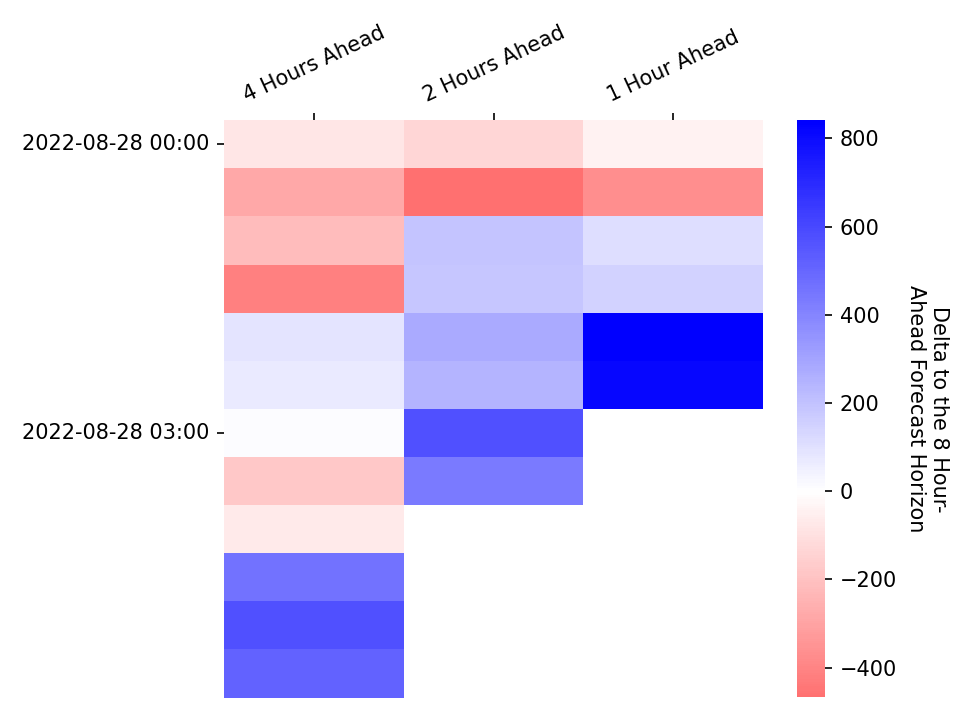 4 Hours Ahead
2 Hours Ahead
1 Hour Ahead
2022-08-28 00:00
2022-08-28 03:00
800
600
400
200
0
−200
−400
Delta to the 8 Hour-
Ahead Forecast Horizon